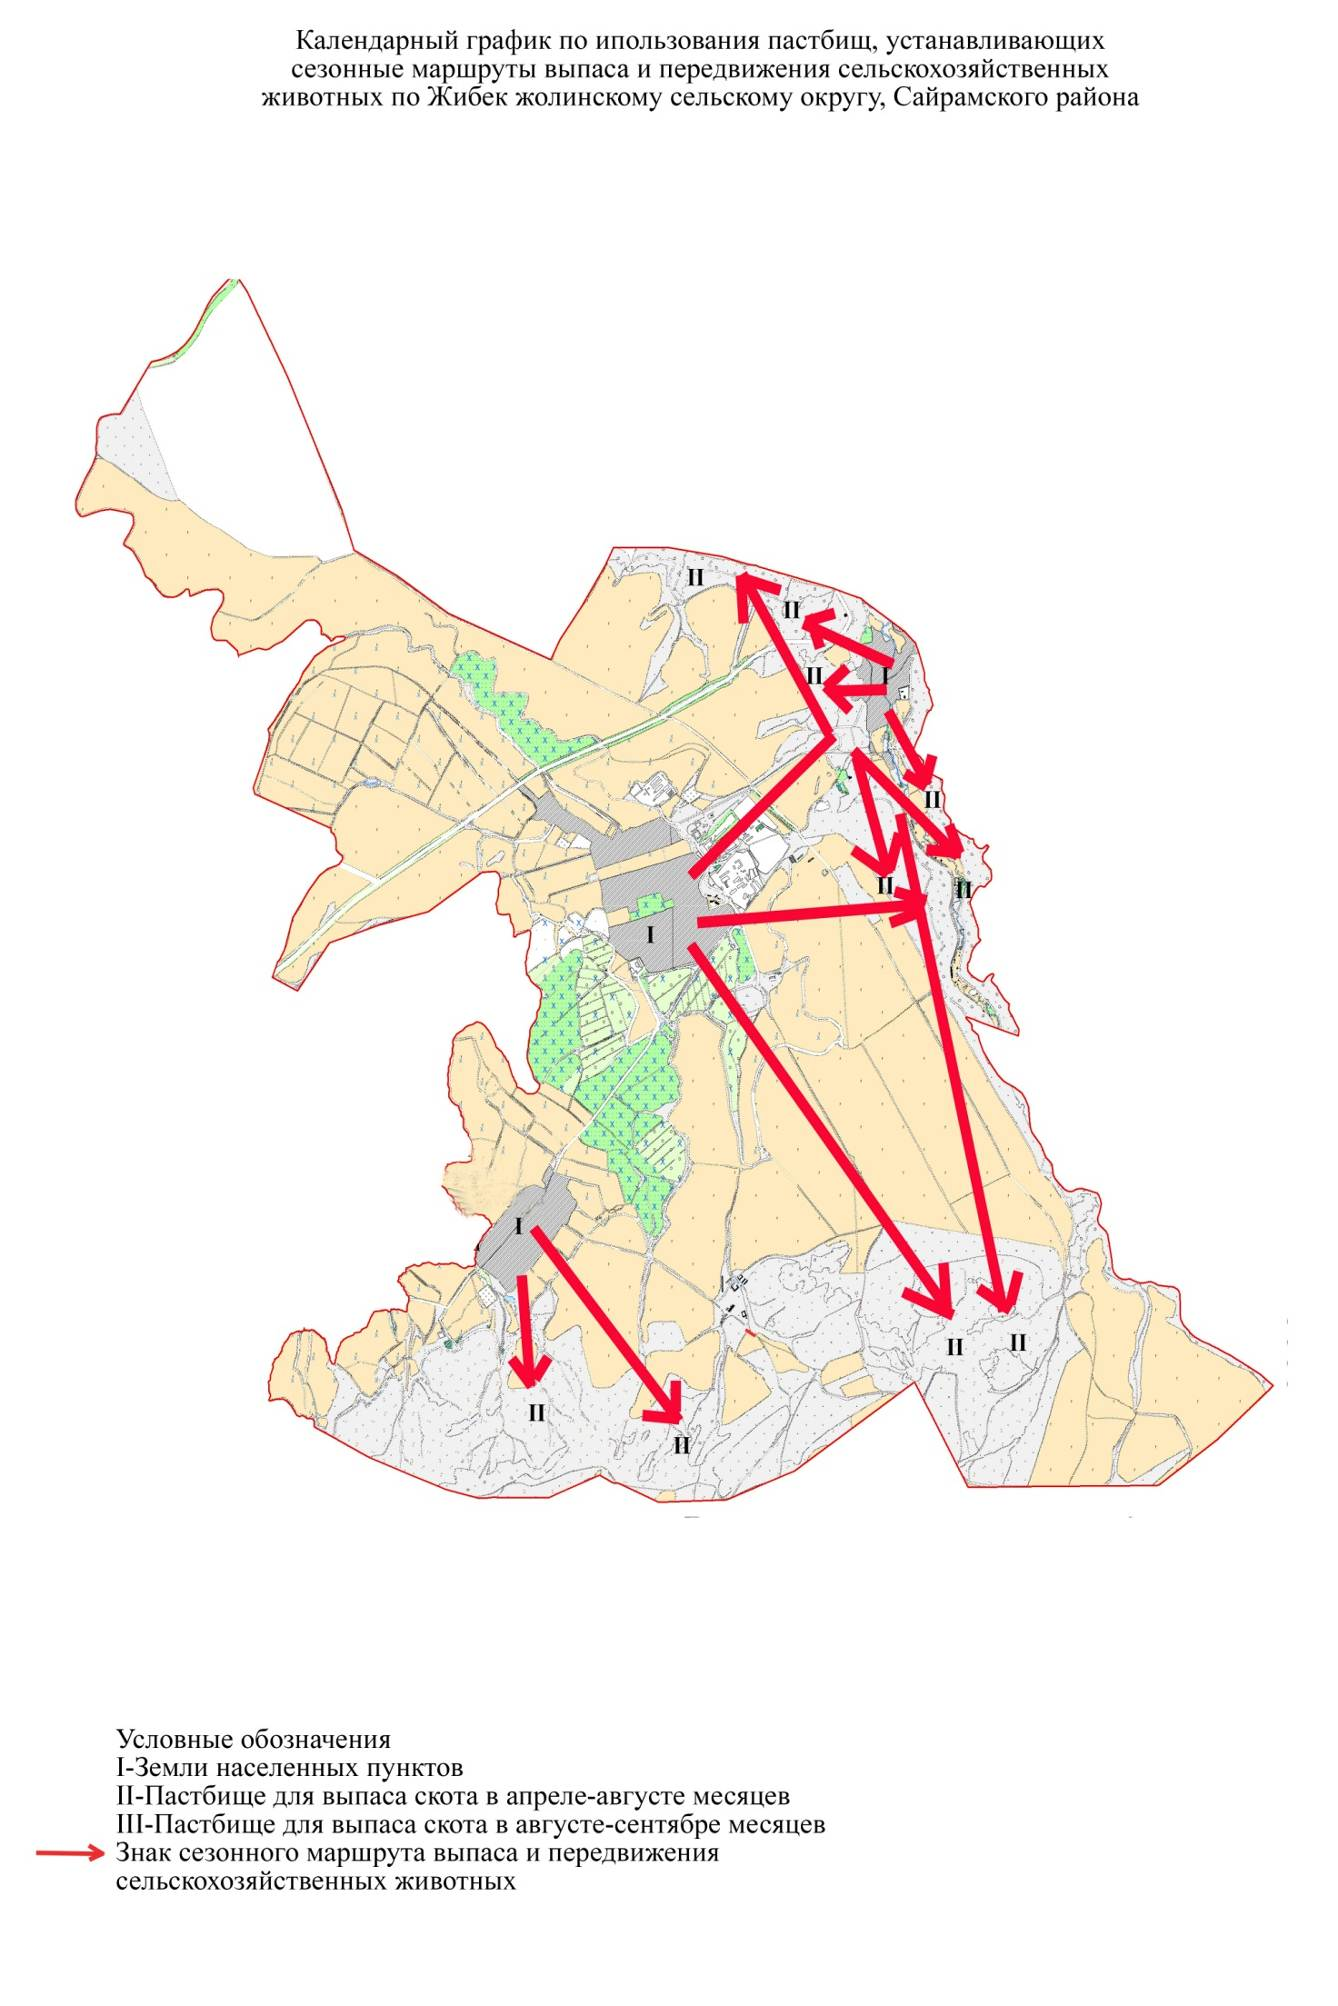 Календарный график по ипользования пастбищ, устанавливающих
сезонные маршруты выпаса и передвижения сельскохозяйственных
животных по Жибек жолинскому сельскому округу, Сайрамского района
II
II
II
I
II
II
II
I
I
II
II
II
II
Условные обозначения
I-Земли населенных пунктов
II-Пастбище для выпаса скота в апреле-августе месяцев
III-Пастбище для выпаса скота в августе-сентябре месяцев
Знак сезонного маршрута выпаса и передвижения
сельскохозяйственных животных